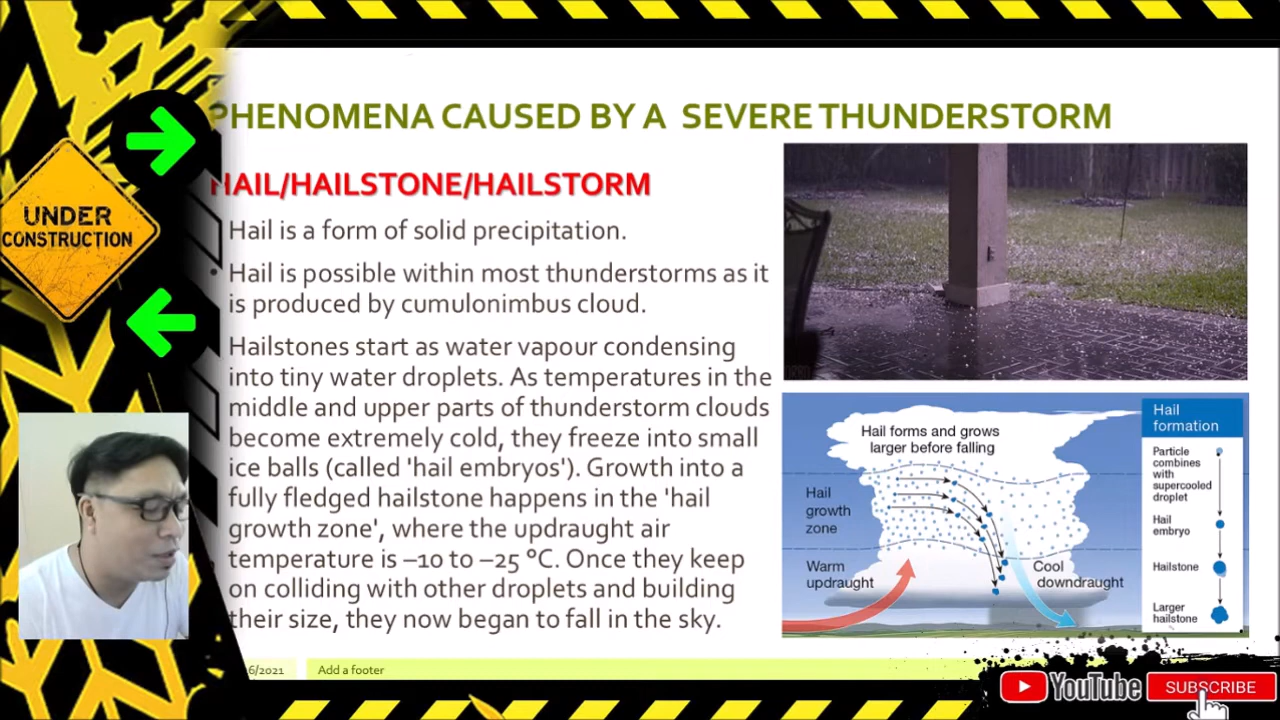 PHENOMENA CAUSED BY A SEVERE THUNDERSTORM
HAIL/HAILSTONE/HAILSTORM
UNDER
CONSTRUCTION
Hail is a form of solid precipitation.
• Hail is possible within most thunderstorms as it
is produced by cumulonimbus cloud.
Hailstones start as water vapour condensing
into tiny water droplets. As temperatures in the
middle and upper parts of thunderstorm clouds
become extremely cold, they freeze into small
ice balls (called 'hail embryos'). Growth into a
fully fledged hailstone happens in the 'hail
growth zone', where the updraught air
temperature is –10 to –25 °C. Once they keep
on colliding with other droplets and building
their size, they now began to fall in the sky.
Hail forms and grows
larger before falling
Hail
growth
zone
Warm
updraught
Cool
downdraught
Hail
formation
Particle
combines
with
supercooled
droplet
Hail
embryo
Hailstone
Larger
hailstone
6/2021
Add a footer
YouTube
SUBSCRIBE